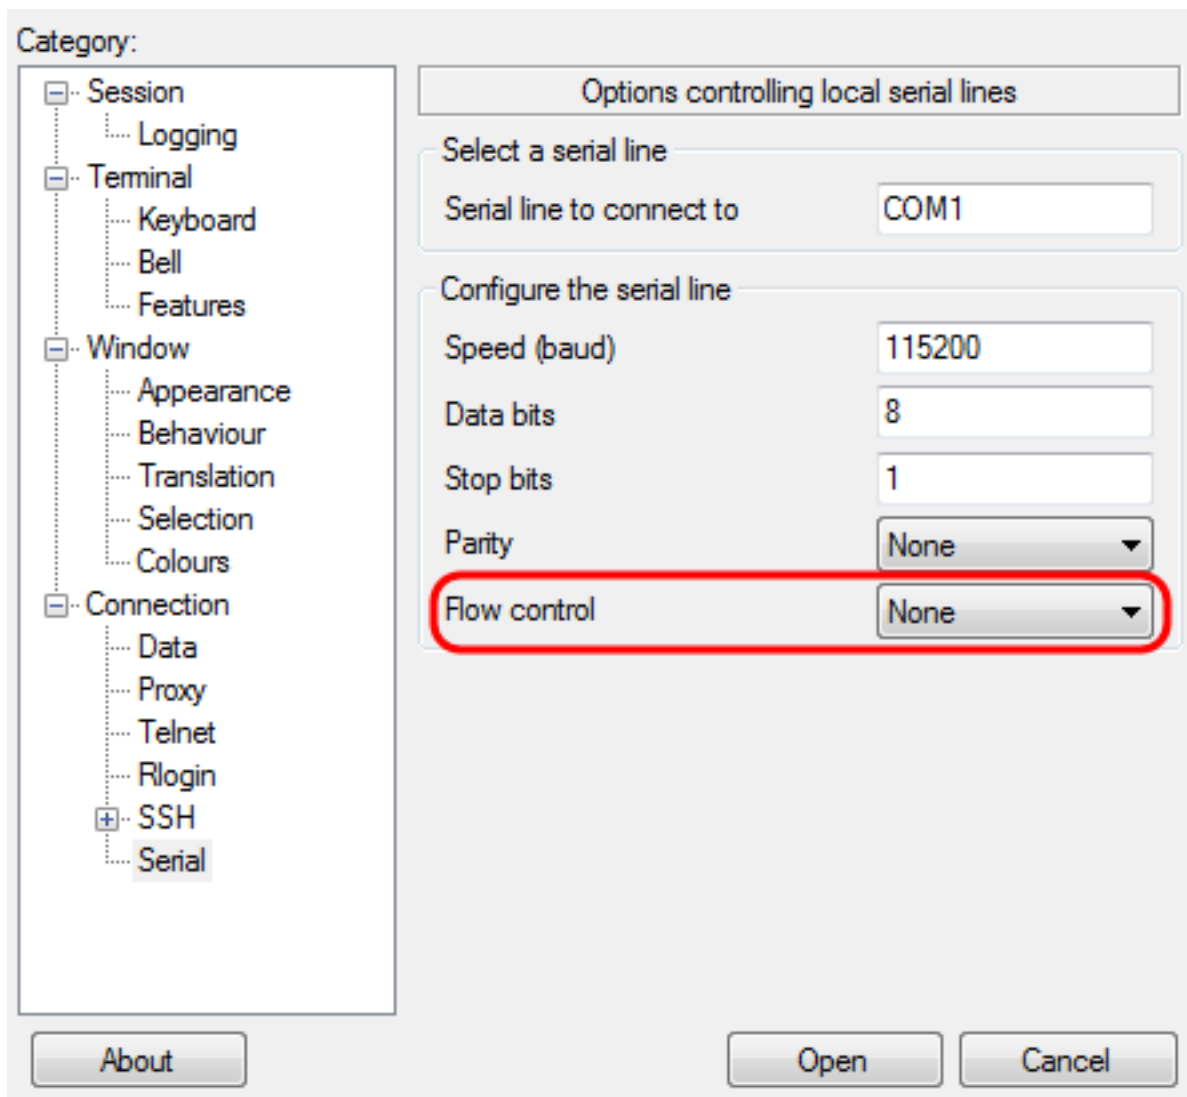 Category:
Session
Logging
Terminal
Keyboard
Bell
Features
Window
Appearance
Behaviour
Translation
Selection
Colours
Connection
Data
Proxy
Telnet
Rlogin
SSH
Serial
Options controlling local serial lines
Select a serial line
Serial line to connect to COM1
Configure the serial line
Speed (baud) 115200
Data bits 8
Stop bits 1
Parity None
Flow control None
About Open Cancel